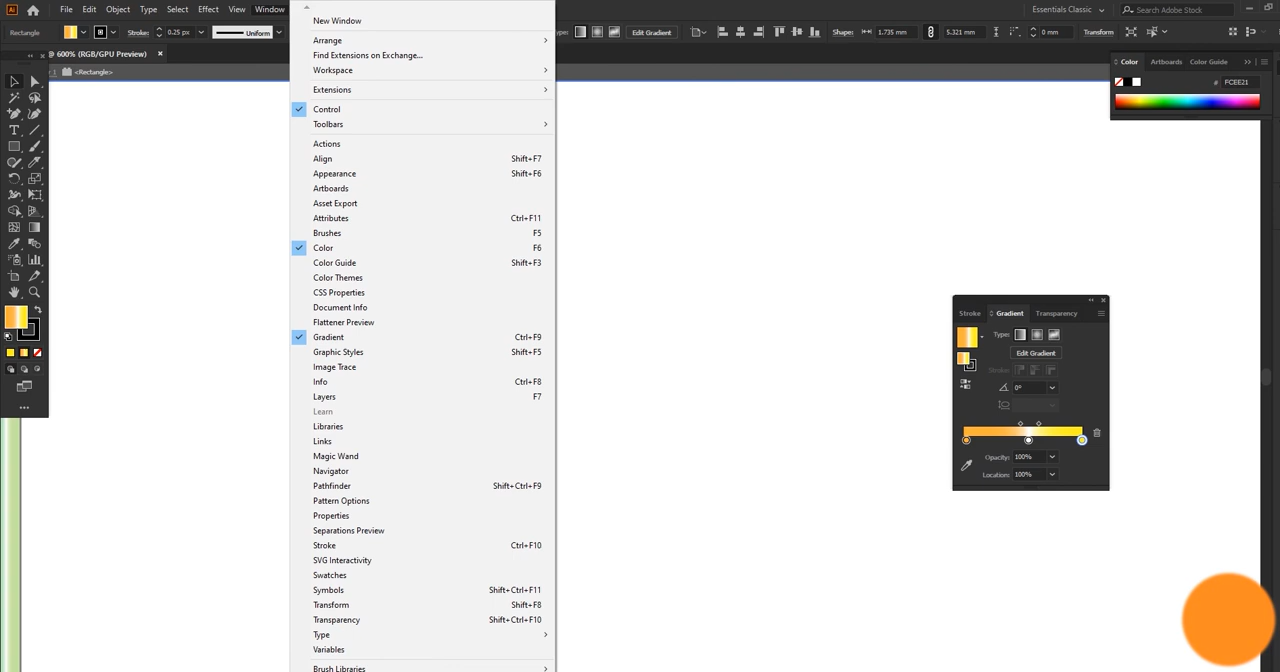 Ai File Edit Object Type Select Effect View Window Essentials Classic Search Adobe Stock
Rectangle Stroke: 0.25 px Uniform Edit Gradient Shape: 1.735 mm 5.321 mm 0 mm Transform
@ 600% (RGB/GPU Preview) ×
<Rectangle>
New Window
Arrange
Find Extensions on Exchange...
Workspace
Extensions
Control
Toolbars
Actions
Align Shift+F7
Appearance Shift+F6
Artboards
Asset Export
Attributes Ctrl+F11
Brushes F5
Color F6
Color Guide Shift+F3
Color Themes
CSS Properties
Document Info
Flattener Preview
Gradient Ctrl+F9
Graphic Styles Shift+F5
Image Trace
Info Ctrl+F8
Layers F7
Learn
Libraries
Links
Magic Wand
Navigator
Pathfinder Shift+Ctrl+F9
Pattern Options
Properties
Separations Preview
Stroke Ctrl+F10
SVG Interactivity
Swatches
Symbols Shift+Ctrl+F11
Transform Shift+F8
Transparency Shift+Ctrl+F10
Type
Variables
Brush Libraries
Color Artboards Color Guide
# FCEE21
Stroke Gradient Transparency
Type:
Edit Gradient
Stroke:
0°
Opacity: 100%
Location: 100%